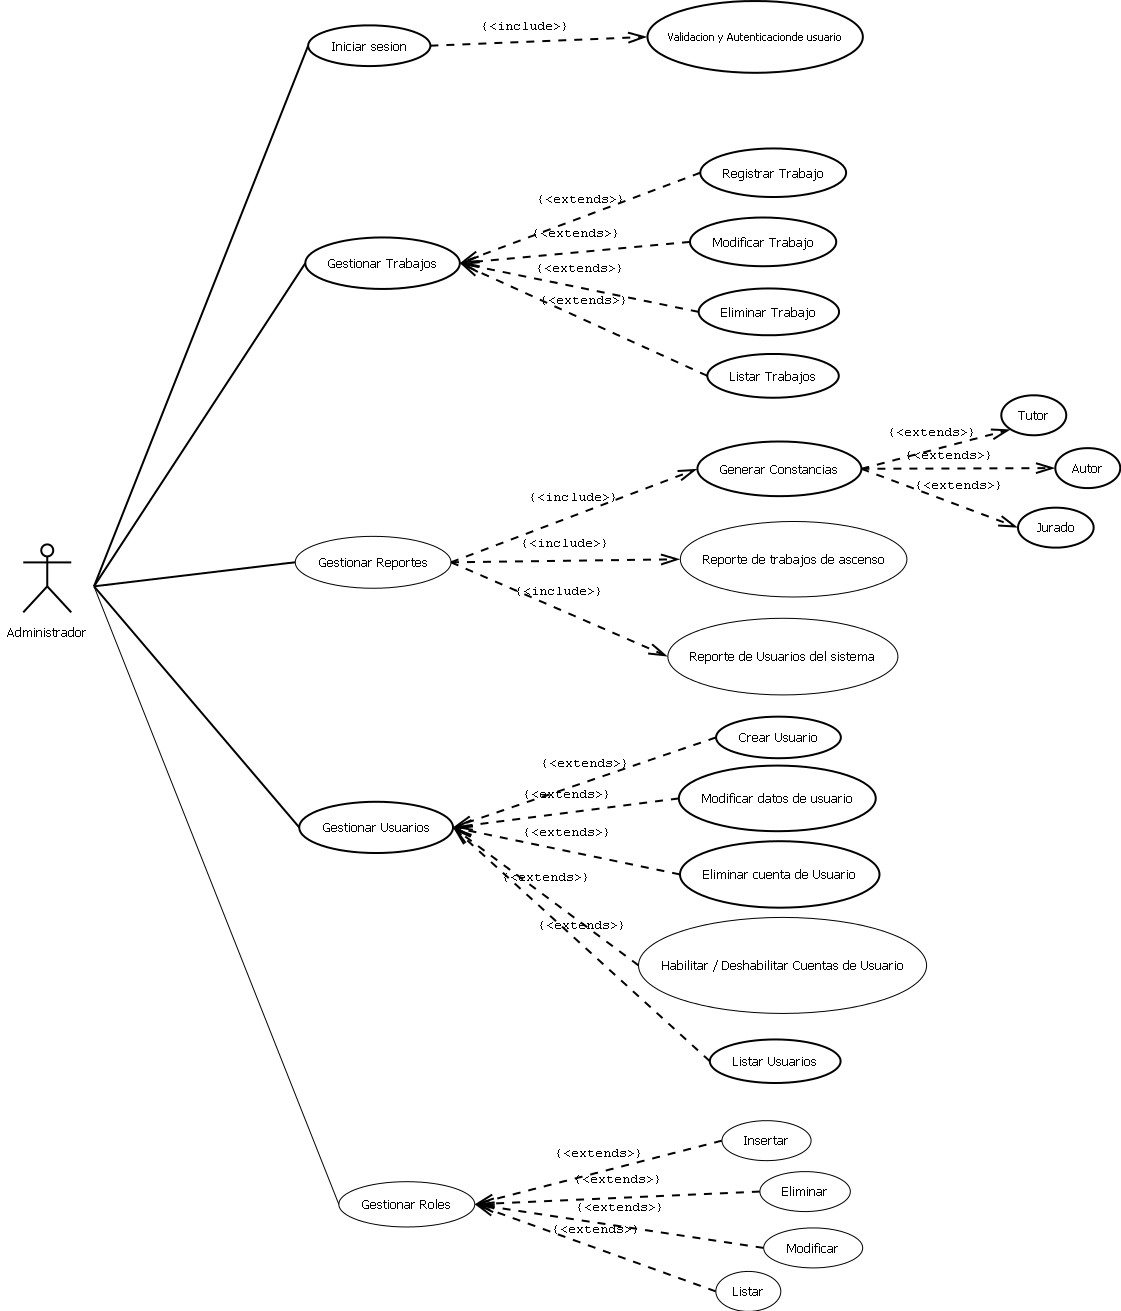 {<include>}
Iniciar sesion
Validacion y Autenticacionde usuario
Registrar Trabajo
{<extends>}
{<extends>}
Modificar Trabajo
Gestionar Trabajos
{<extends>}
{<extends>}
Eliminar Trabajo
Listar Trabajos
Tutor
{<extends>}
{<extends>}
Autor
Generar Constancias
{<extends>}
{<include>}
Jurado
{<include>}
Gestionar Reportes
Reporte de trabajos de ascenso
{<include>}
Administrador
Reporte de Usuarios del sistema
Crear Usuario
{<extends>}
{<extends>}
Modificar datos de usuario
Gestionar Usuarios
{<extends>}
{<extends>}
Eliminar cuenta de Usuario
{<extends>}
Habilitar / Deshabilitar Cuentas de Usuario
Listar Usuarios
Insertar
{<extends>}
{<extends>}
Eliminar
Gestionar Roles
{<extends>}
{<extends>}
Modificar
Listar